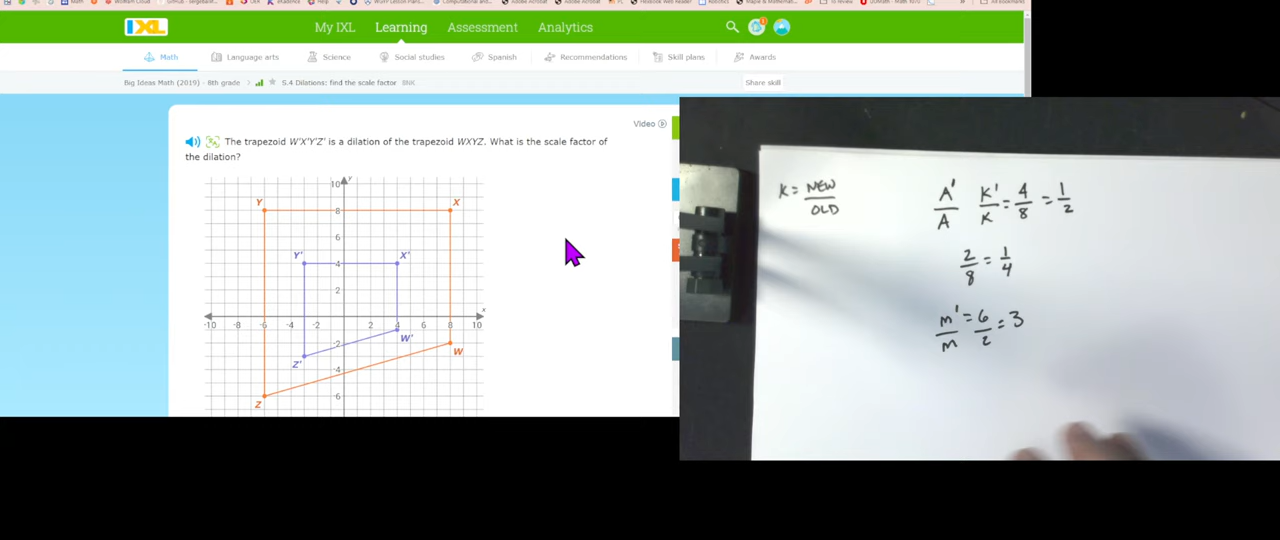 IXL
My IXL
Learning
Assessment
Analytics
Math
Language arts
Science
Social studies
Spanish
Recommendations
Skill plans
Awards
Big Ideas Math (2019) - 8th grade > 5.4 Dilations: find the scale factor BNK
Share skill
Video
The trapezoid W'X'Y'Z' is a dilation of the trapezoid WXYZ. What is the scale factor of
the dilation?
10 y
Y 8 X
6
Y' 4 X'
2
x
-10 -8 -6 -4 -2 2 4 6 8 10
-2 W' W
Z' -4
Z 6
K = NEW/OLD
A'/A K'/K = 4/8 = 1/2
2/8 = 1/4
m'/m = 6/2 = 3